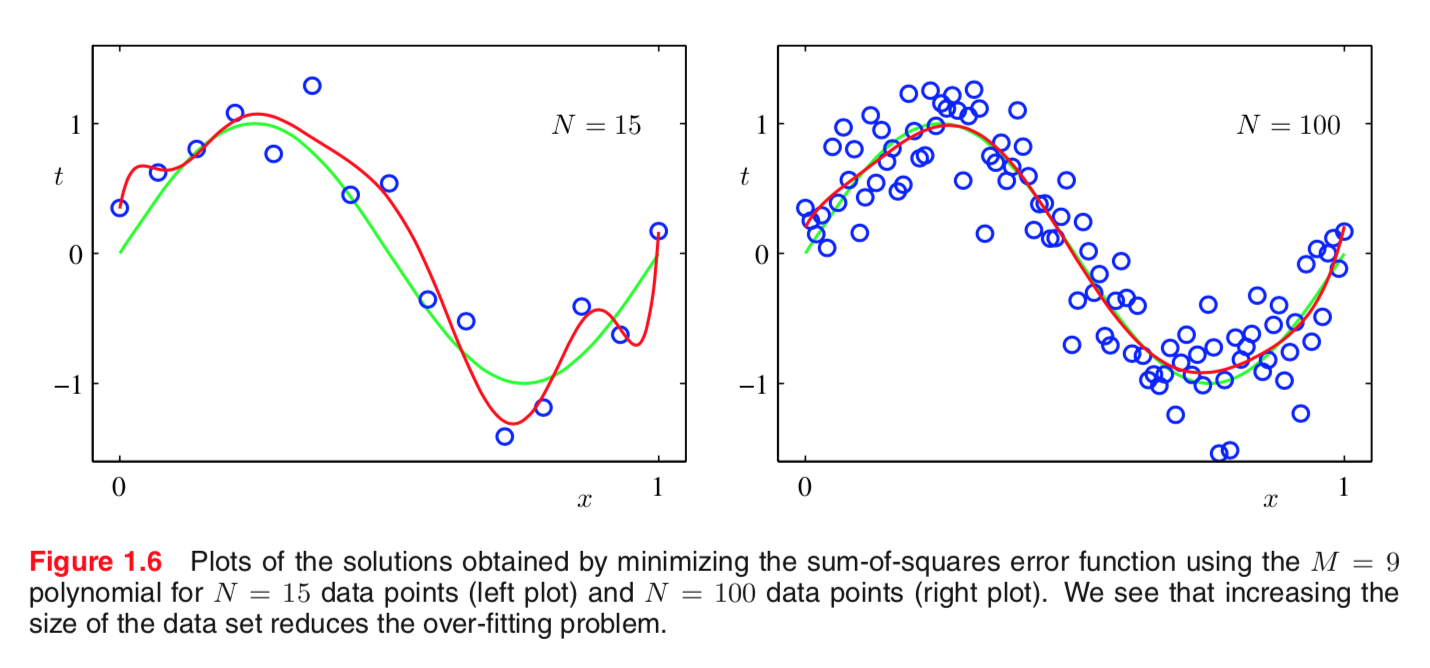 N = 15
1
t
0
−1
0
x
1
N = 100
1
t
0
−1
0
x
1
Figure 1.6 Plots of the solutions obtained by minimizing the sum-of-squares error function using the M = 9
polynomial for N = 15 data points (left plot) and N = 100 data points (right plot). We see that increasing the
size of the data set reduces the over-fitting problem.